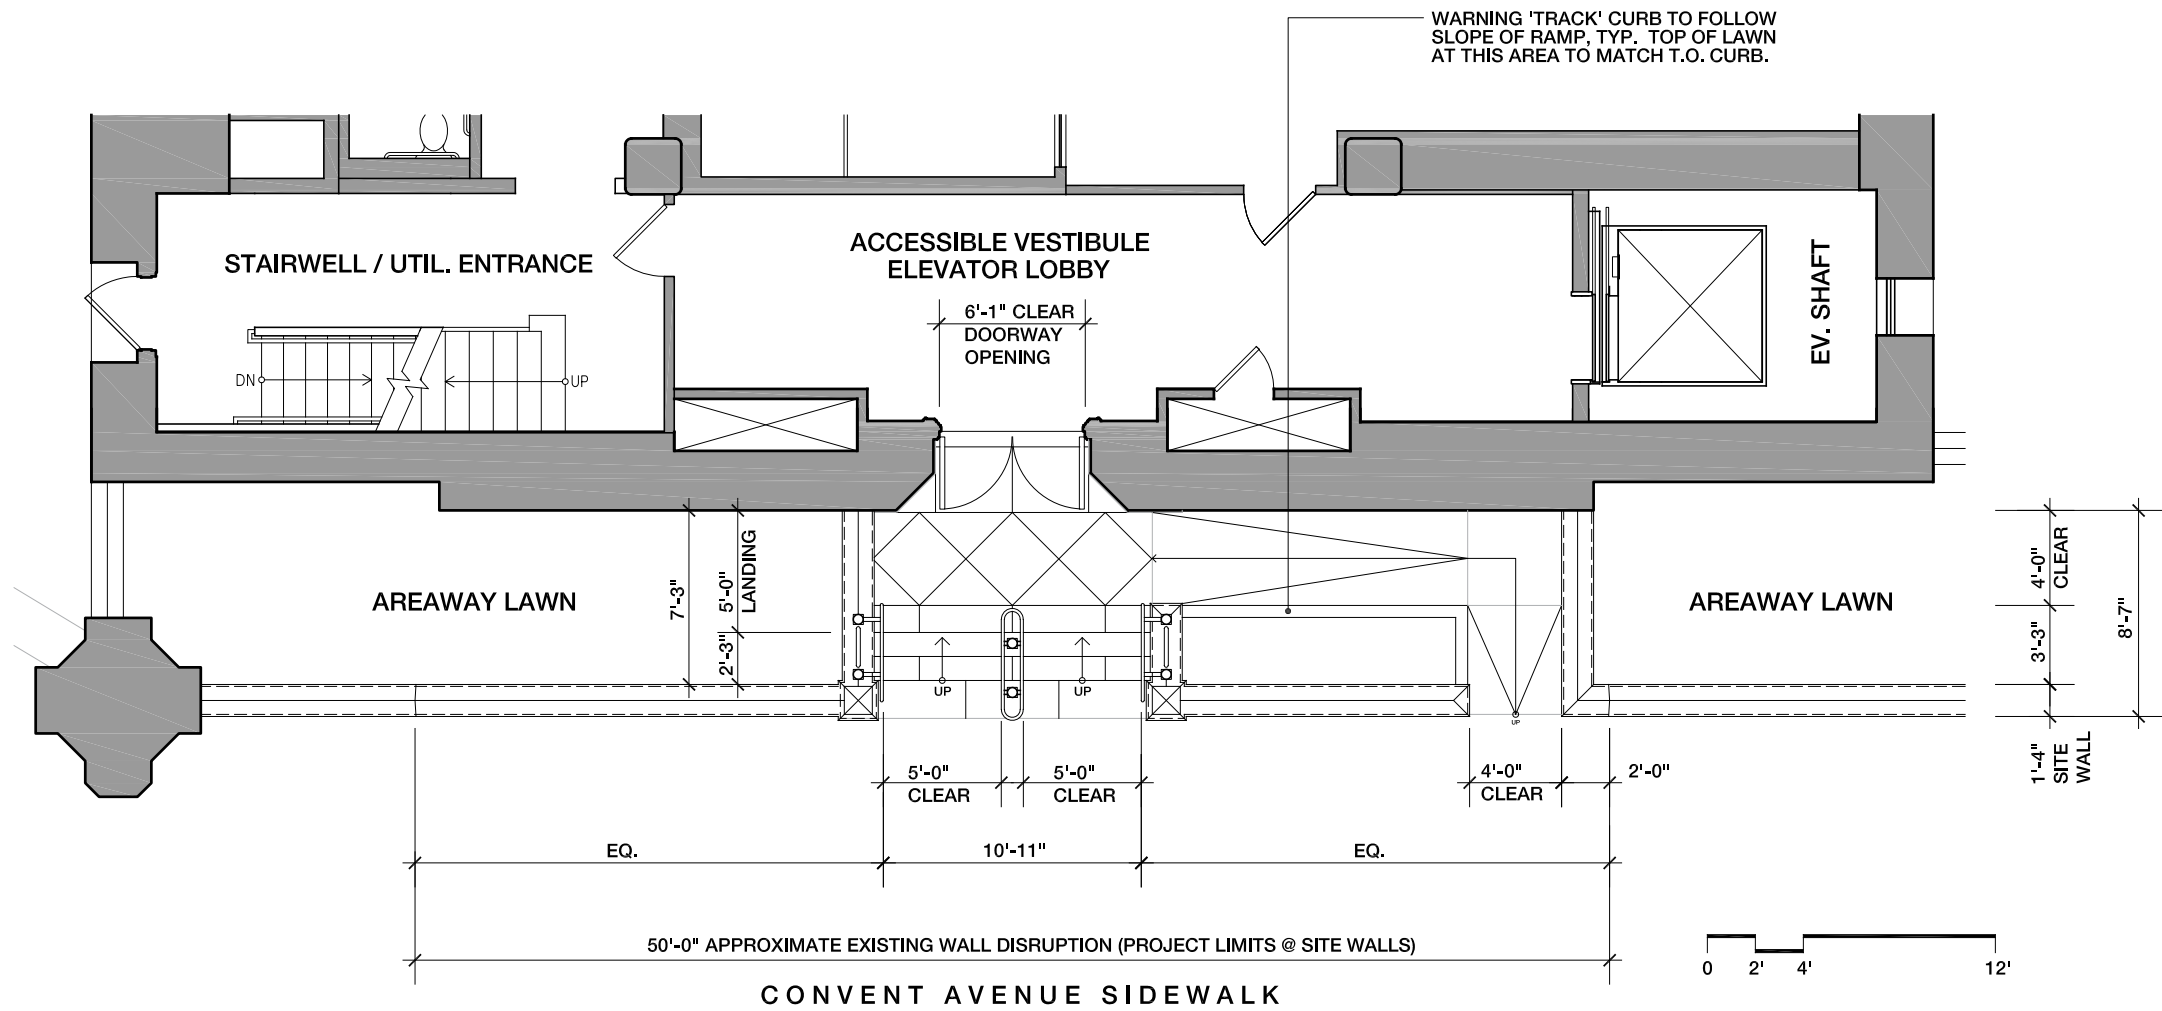 WARNING 'TRACK' CURB TO FOLLOW
SLOPE OF RAMP, TYP. TOP OF LAWN
AT THIS AREA TO MATCH T.O. CURB.
STAIRWELL / UTIL. ENTRANCE
ACCESSIBLE VESTIBULE
ELEVATOR LOBBY
6'-1" CLEAR
DOORWAY
OPENING
EV. SHAFT
DN
UP
AREAWAY LAWN
7'-3"
5'-0"
LANDING
2'-3"
UP
UP
UP
AREAWAY LAWN
4'-0"
CLEAR
3'-3"
8'-7"
1'-4"
SITE
WALL
5'-0"
CLEAR
5'-0"
CLEAR
4'-0"
CLEAR
2'-0"
EQ.
10'-11"
EQ.
50'-0" APPROXIMATE EXISTING WALL DISRUPTION (PROJECT LIMITS @ SITE WALLS)
CONVENT AVENUE SIDEWALK
0 2' 4' 12'